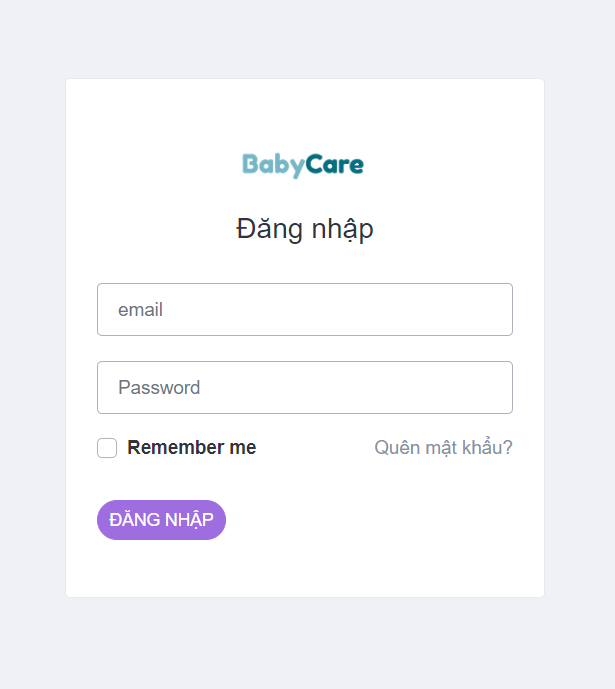 BabyCare
Đăng nhập
email
Password
Remember me Quên mật khẩu?
ĐĂNG NHẬP